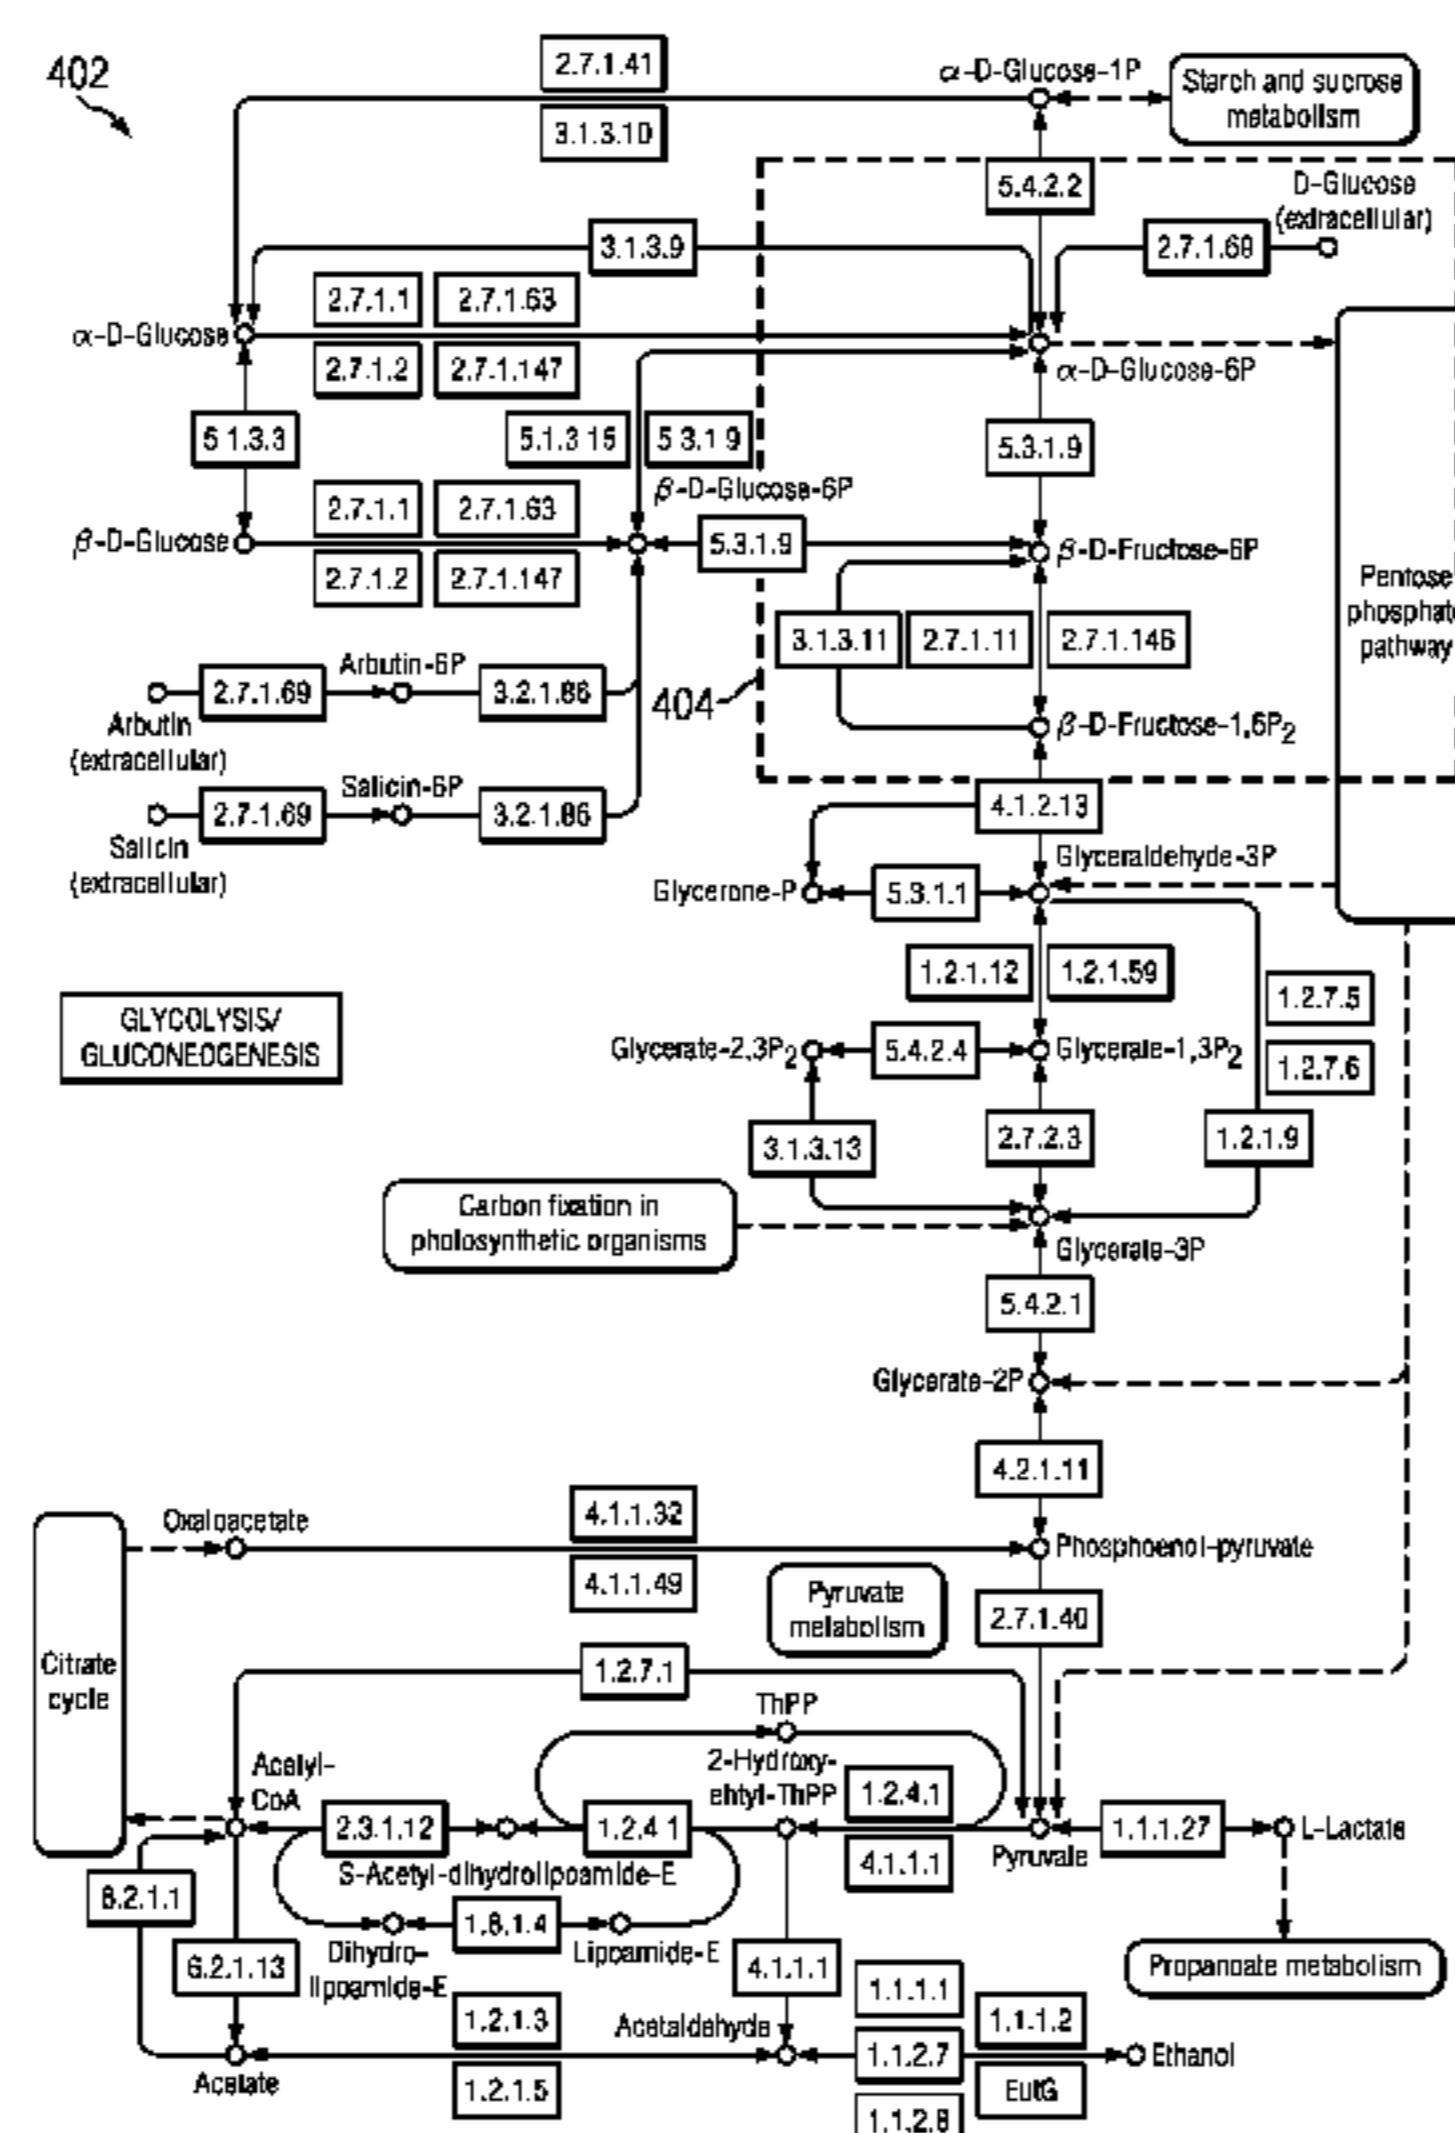 402
2.7.1.41
3.1.3.10
α-D-Glucose-1P
Starch and sucrose
metabolism
5.4.2.2
D-Glucose
(extracellular)
3.1.3.9
2.7.1.69
2.7.1.1
2.7.1.63
α-D-Glucose
2.7.1.2
2.7.1.147
α-D-Glucose-6P
5 1.3.3
5.1.3 15
5 3.1 9
5.3.1.9
β-D-Glucose-6P
2.7.1.1
2.7.1.63
β-D-Glucose
5.3.1.9
β-D-Fructose-6P
2.7.1.2
2.7.1.147
Pentose
phosphate
pathway
3.1.3.11
2.7.1.11
2.7.1.146
Arbutin-6P
2.7.1.69
3.2.1.86
404
Arbutin
(extracellular)
β-D-Fructose-1,6P2
Salicin-6P
2.7.1.69
3.2.1.86
4.1.2.13
Salicin
(extracellular)
Glyceraldehyde-3P
Glycerone-P
5.3.1.1
1.2.1.12
1.2.1.59
1.2.7.5
GLYCOLYSIS/
GLUCONEOGENESIS
Glycerate-2,3P2
5.4.2.4
Glycerate-1,3P2
1.2.7.6
3.1.3.13
2.7.2.3
1.2.1.9
Carbon fixation in
photosynthetic organisms
Glycerate-3P
5.4.2.1
Glycerate-2P
4.2.1.11
Oxaloacetate
4.1.1.32
Phosphoenol-pyruvate
4.1.1.49
Pyruvate
metabolism
2.7.1.40
Citrate
cycle
1.2.7.1
ThPP
Acetyl-
CoA
2-Hydroxy-
ehtyl-ThPP
1.2.4.1
2.3.1.12
1.2.4 1
1.1.1.27
L-Lactate
S-Acetyl-dihydrolipoamide-E
4.1.1.1
Pyruvate
6.2.1.1
1.8.1.4
Dihydro-
lipoamide-E
Lipoamide-E
6.2.1.13
4.1.1.1
Propanoate metabolism
1.1.1.1
1.2.1.3
Acetaldehyde
1.1.1.2
1.1.2.7
Ethanol
Acetate
1.2.1.5
EutG
1.1.2.8